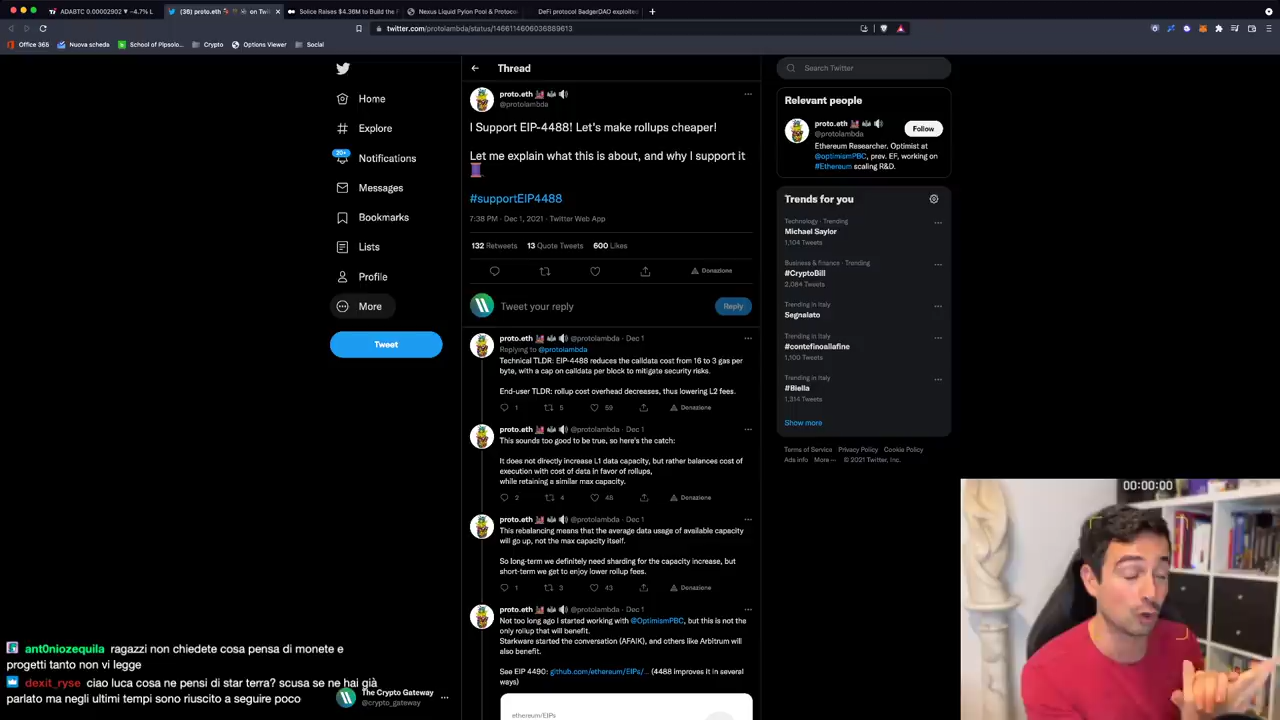 ADABTC 0.00002902 ▼ −4.7% L
(36) proto.eth on Twit
Solice Raises $4.36M to Build the F
Nexus Liquid Pylon Pool & Protoco
DeFi protocol BadgerDAO exploited
twitter.com/protolambda/status/1466114606036889613
Office 365
Nuova scheda
School of Pipsolo...
Crypto
Options Viewer
Social
Home
Explore
20+
Notifications
Messages
Bookmarks
Lists
Profile
More
Tweet
Thread
proto.eth
@protolambda
I Support EIP-4488! Let's make rollups cheaper!
Let me explain what this is about, and why I support it
#supportEIP4488
7:38 PM · Dec 1, 2021 · Twitter Web App
132 Retweets 13 Quote Tweets 600 Likes
Donazione
Tweet your reply
Reply
proto.eth @protolambda · Dec 1
Replying to @protolambda
Technical TLDR: EIP-4488 reduces the calldata cost from 16 to 3 gas per
byte, with a cap on calldata per block to mitigate security risks.
End-user TLDR: rollup cost overhead decreases, thus lowering L2 fees.
1 5 59 Donazione
proto.eth @protolambda · Dec 1
This sounds too good to be true, so here's the catch:
It does not directly increase L1 data capacity, but rather balances cost of
execution with cost of data in favor of rollups,
while retaining a similar max capacity.
2 4 48 Donazione
proto.eth @protolambda · Dec 1
This rebalancing means that the average data usage of available capacity
will go up, not the max capacity itself.
So long-term we definitely need sharding for the capacity increase, but
short-term we get to enjoy lower rollup fees.
1 3 43 Donazione
proto.eth @protolambda · Dec 1
Not too long ago I started working with @OptimismPBC, but this is not the
only rollup that will benefit.
Starkware started the conversation (AFAIK), and others like Arbitrum will
also benefit.
See EIP 4490: github.com/ethereum/EIPs/... (4488 improves it in several
ways)
ethereum/EIPs
Search Twitter
Relevant people
proto.eth
@protolambda
Follow
Ethereum Researcher. Optimist at
@optimismPBC, prev. EF, working on
#Ethereum scaling R&D.
Trends for you
Technology · Trending
Michael Saylor
1,104 Tweets
Business & finance · Trending
#CryptoBill
2,084 Tweets
Trending in Italy
Segnalato
Trending in Italy
#contefinoallafine
1,100 Tweets
Trending in Italy
#Biella
1,314 Tweets
Show more
Terms of Service Privacy Policy Cookie Policy
Ads info More ··· © 2021 Twitter, Inc.
00:00:00
ant0niozequila ragazzi non chiedete cosa pensa di monete e
progetti tanto non vi legge
dexit_ryse ciao luca cosa ne pensi di star terra? scusa se ne hai già
parlato ma negli ultimi tempi sono riuscito a seguire poco
The Crypto Gateway
@crypto_gateway